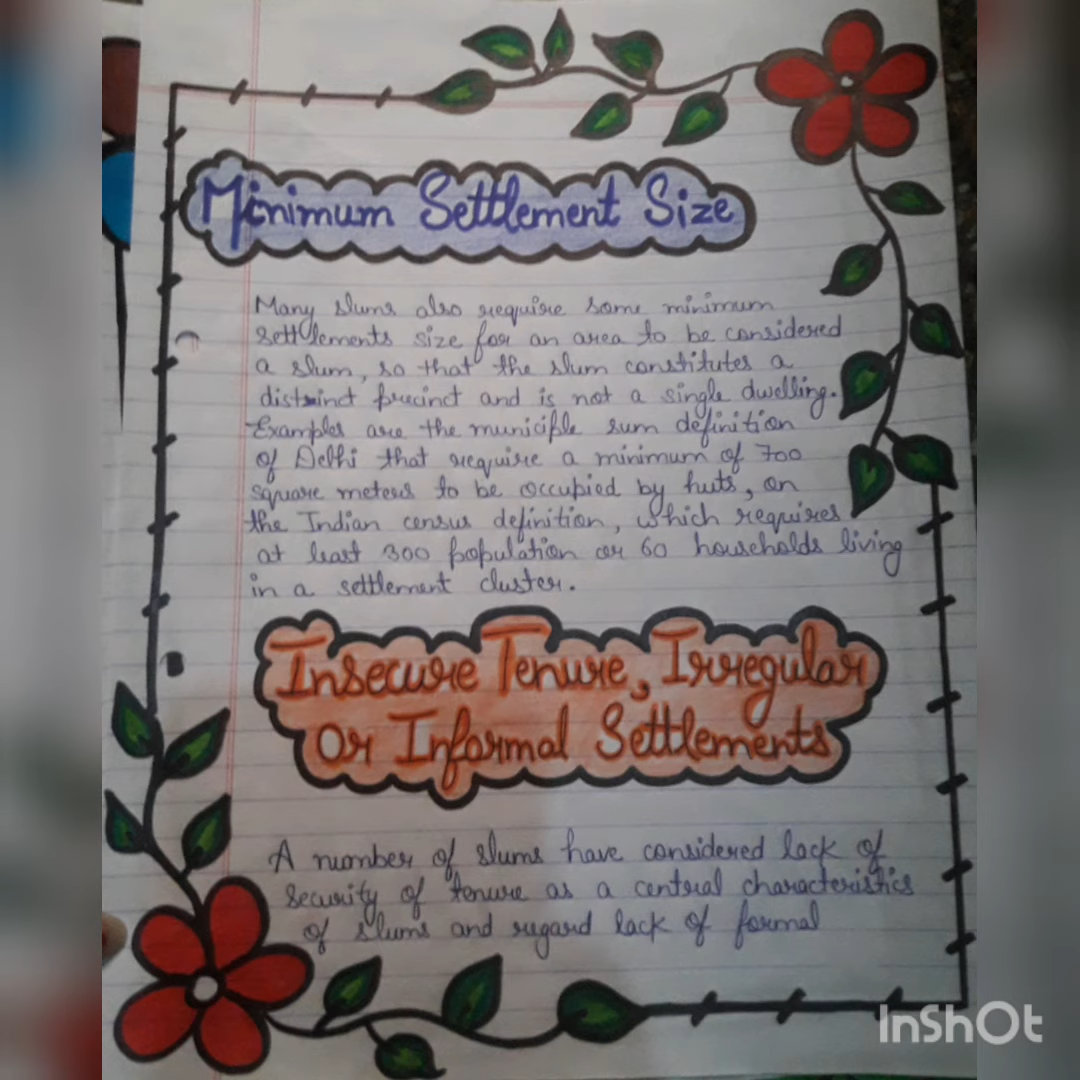 Minimum Settlement Size
Many slums also require some minimum
settlements size for an area to be considered
a slum, so that the slum constitutes a
distrinct precinct and is not a single dwelling.
Examples are the municiple sum definition
of Delhi that require a minimum of 700
square meters to be occupied by huts, on
the Indian census definition, which requires
at least 300 population or 60 households living
in a settlement cluster.
Insecure Tenure, Irregular
Or Informal Settlements
A number of slums have considered lack of
security of tenure as a central characteristics
of slums and regard lack of formal
InShOt